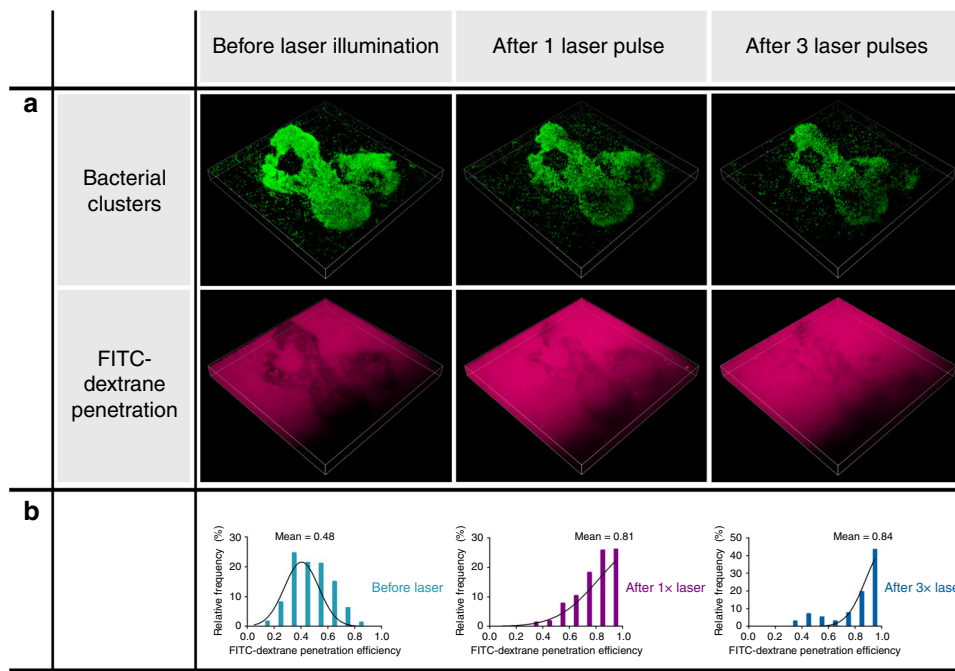 Before laser illumination
After 1 laser pulse
After 3 laser pulses
a
Bacterial
clusters
FITC-
dextrane
penetration
b
Relative frequency (%)
30
20
10
0
Mean = 0.48
Before laser
0.0 0.2 0.4 0.6 0.8 1.0
FITC-dextrane penetration efficiency
Relative frequency (%)
30
20
10
0
Mean = 0.81
After 1× laser
0.0 0.2 0.4 0.6 0.8 1.0
FITC-dextrane penetration efficiency
Relative frequency (%)
50
40
30
20
10
0
Mean = 0.84
After 3× laser
0.0 0.2 0.4 0.6 0.8 1.0
FITC-dextrane penetration efficiency